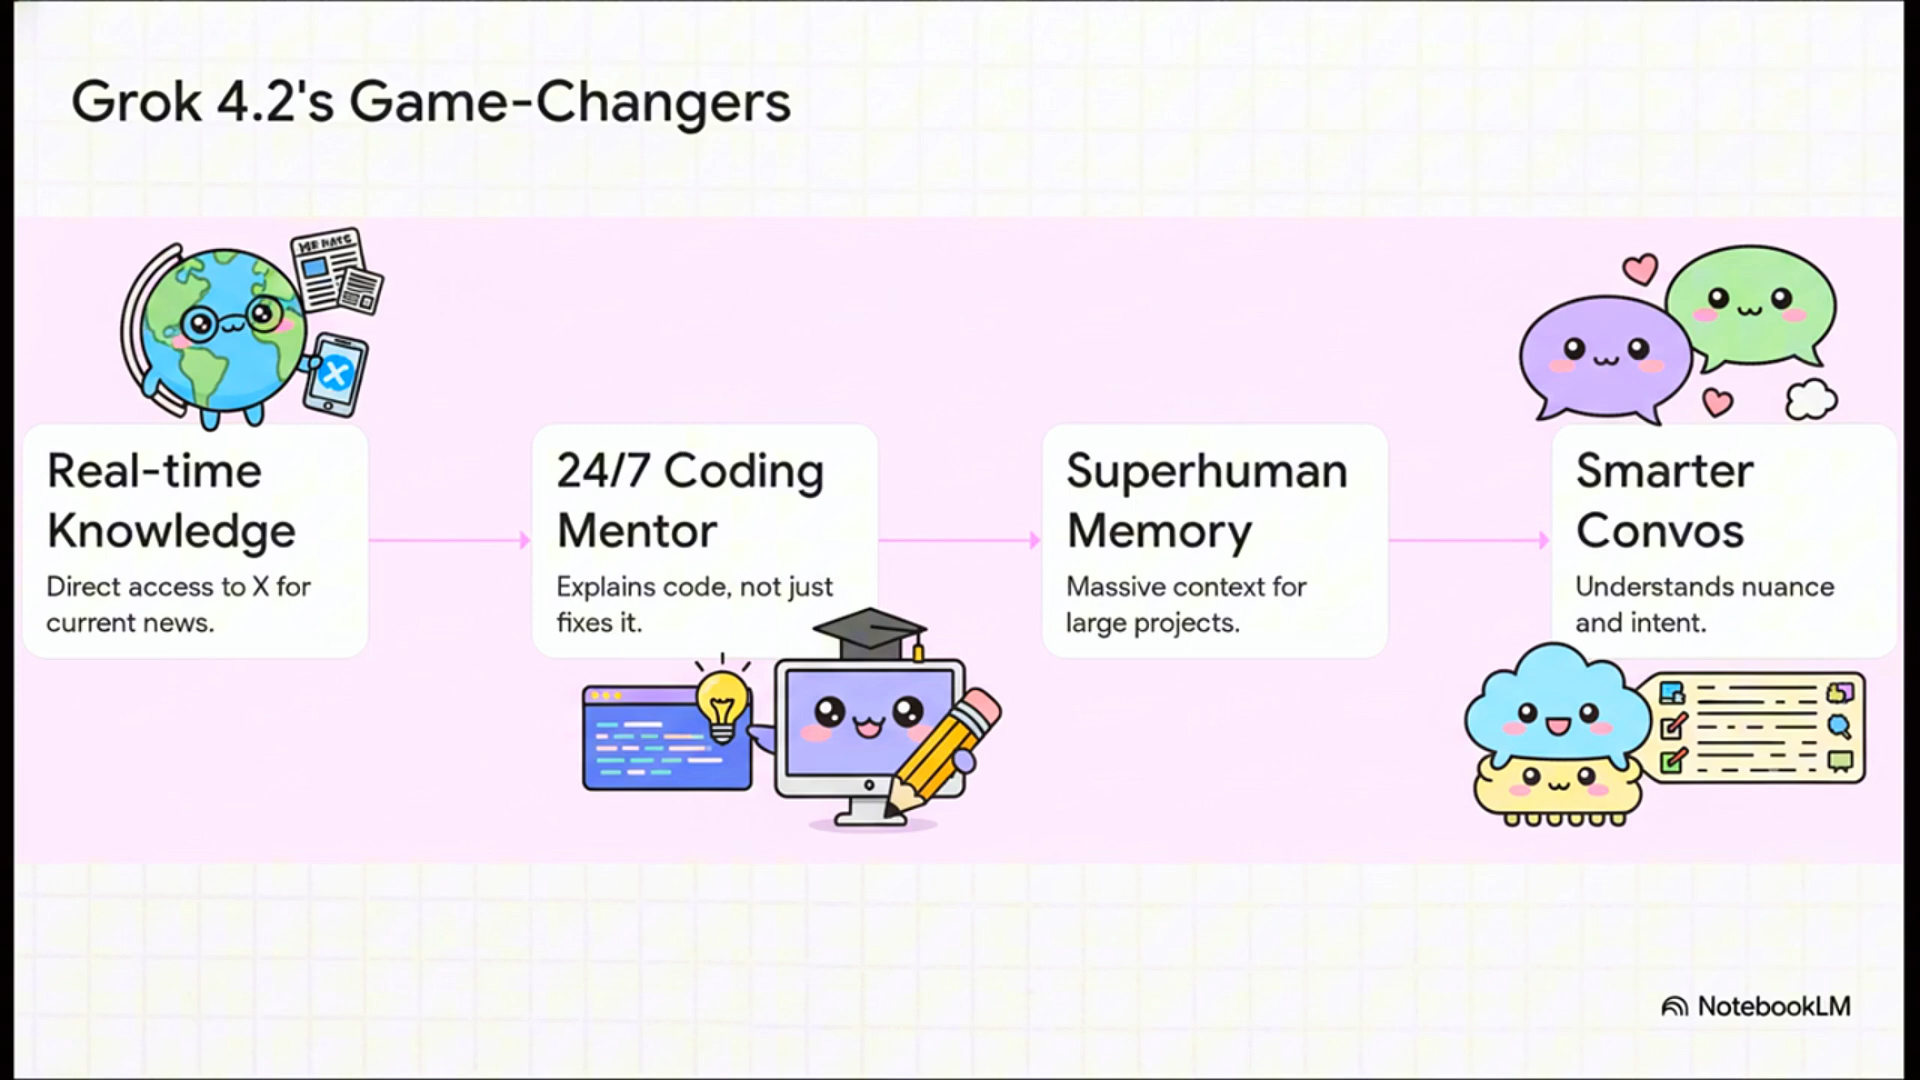 Grok 4.2's Game-Changers
Real-time
Knowledge
Direct access to X for
current news.
24/7 Coding
Mentor
Explains code, not just
fixes it.
Superhuman
Memory
Massive context for
large projects.
Smarter
Convos
Understands nuance
and intent.
NotebookLM